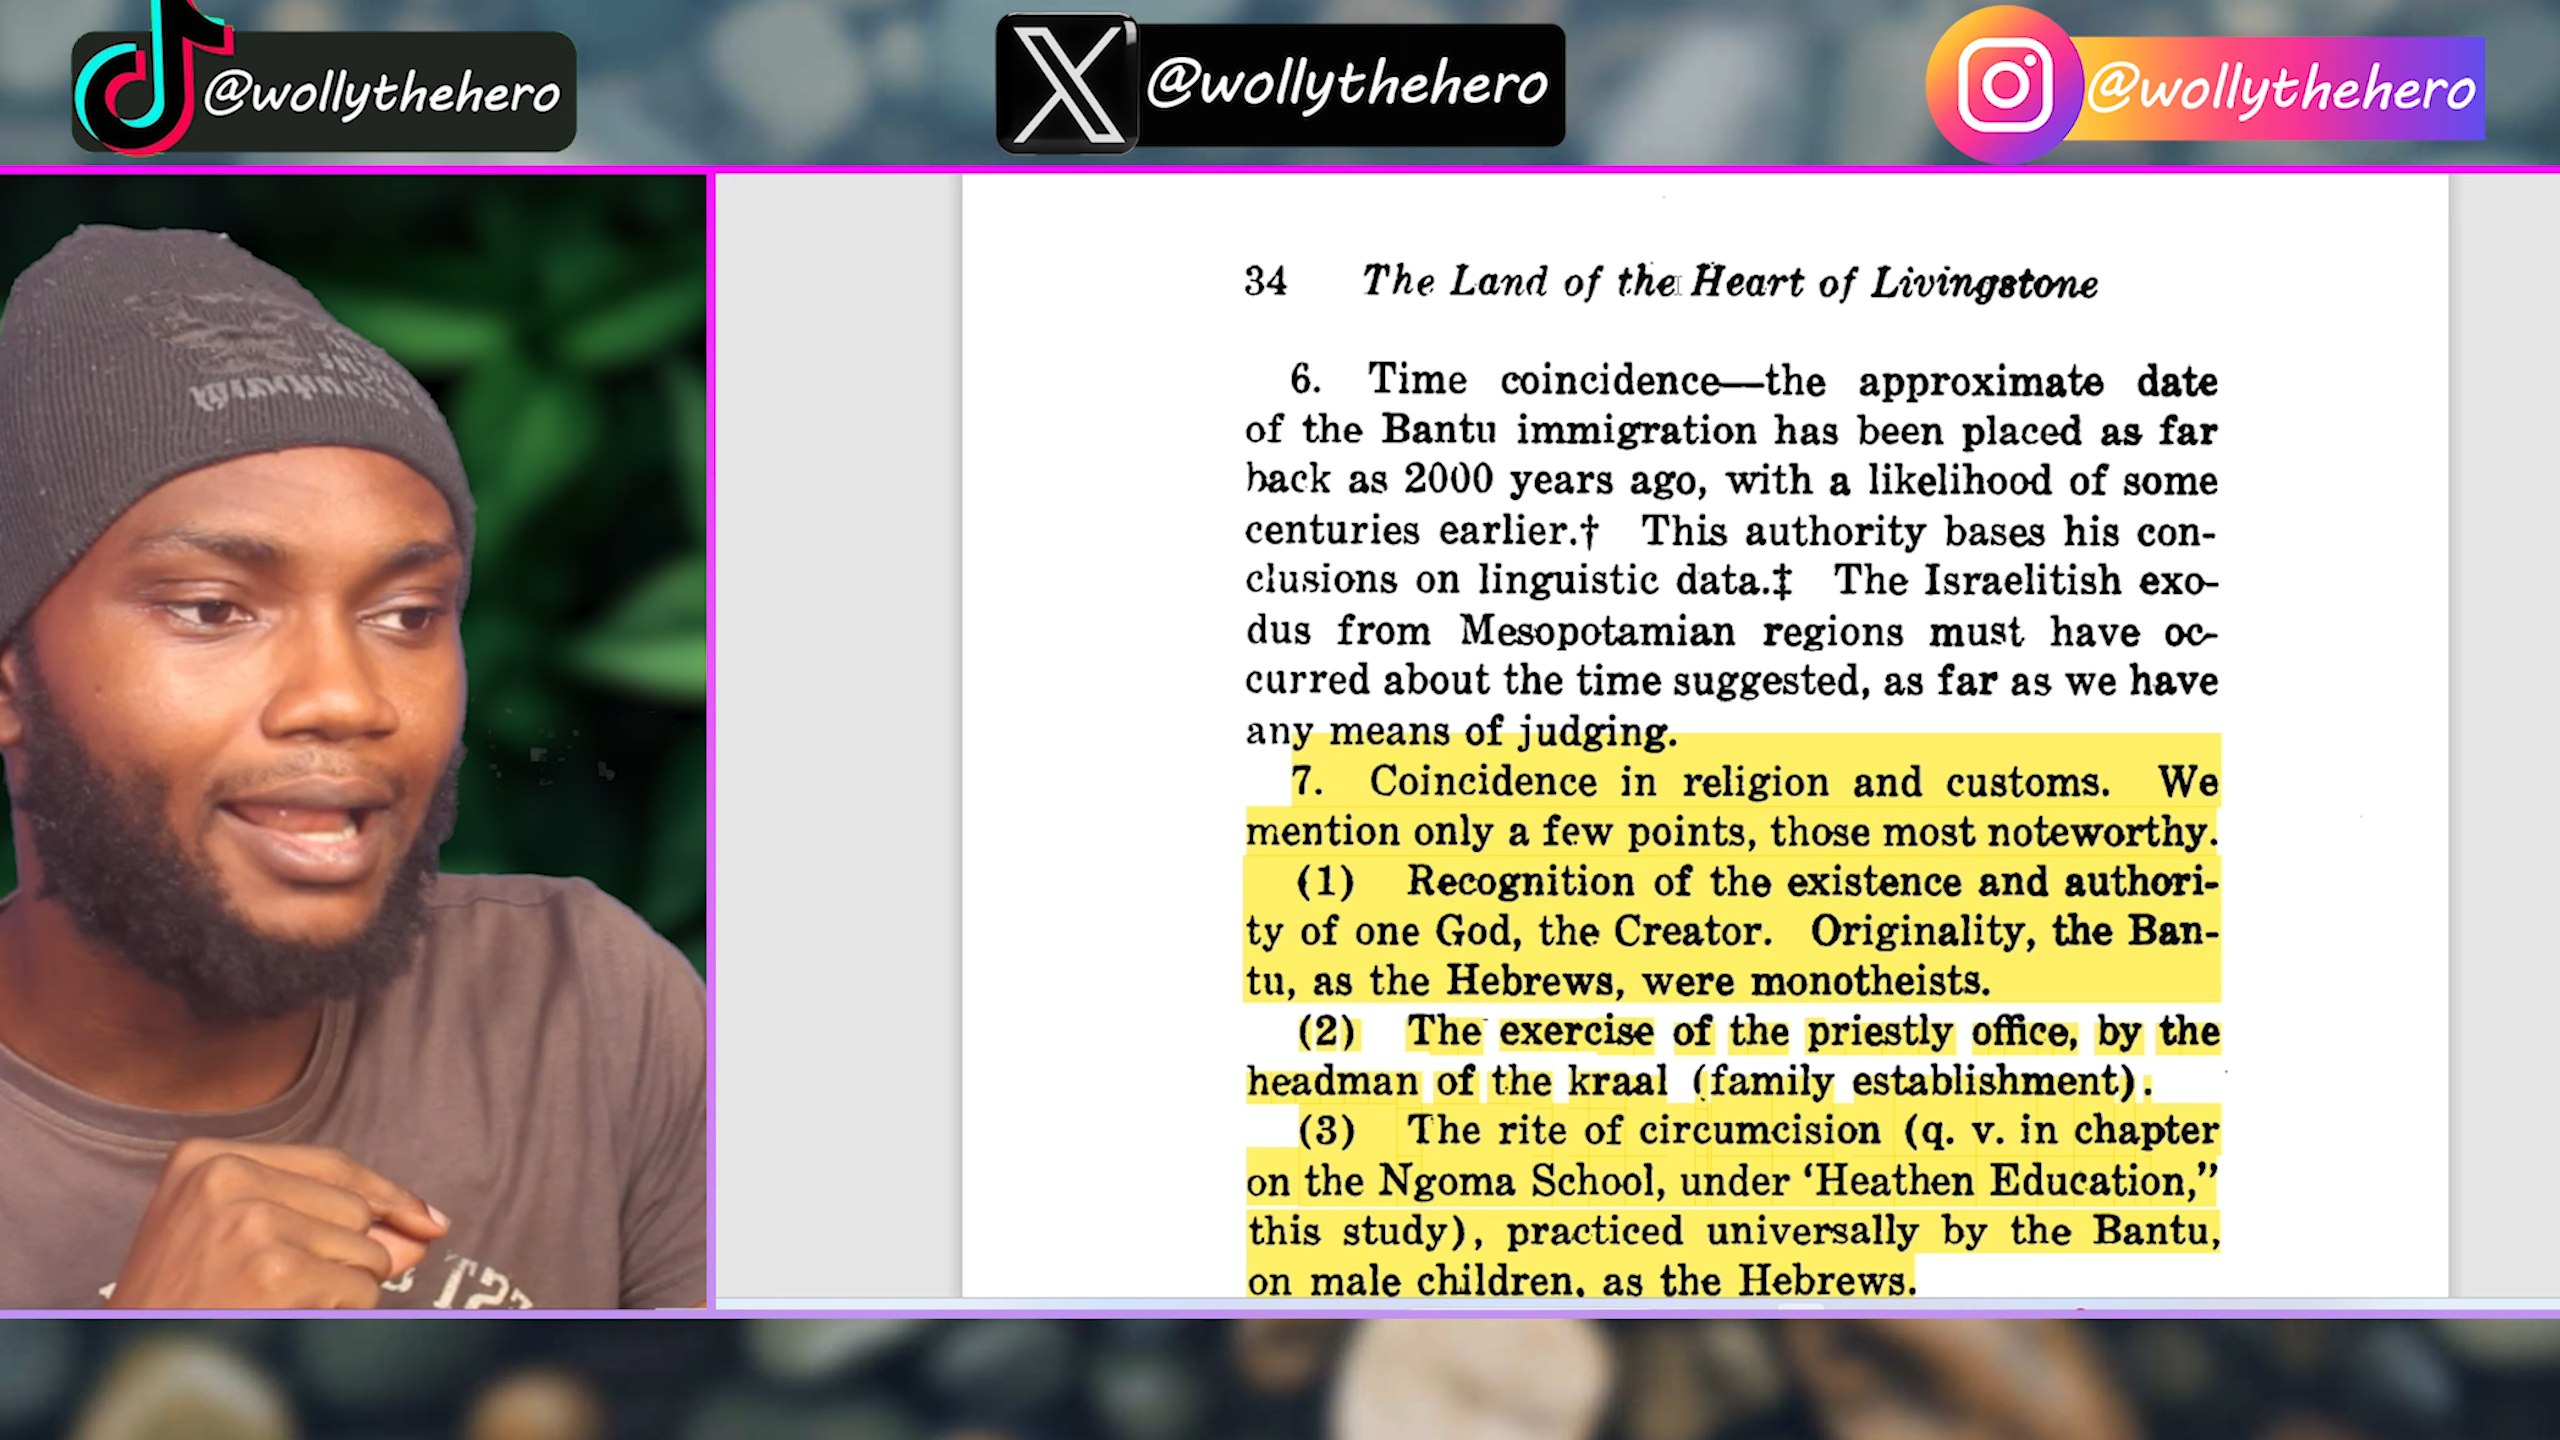 @wollythehero
@wollythehero
@wollythehero
34 The Land of the Heart of Livingstone
6. Time coincidence—the approximate date
of the Bantu immigration has been placed as far
back as 2000 years ago, with a likelihood of some
centuries earlier.† This authority bases his con-
clusions on linguistic data.‡ The Israelitish exo-
dus from Mesopotamian regions must have oc-
curred about the time suggested, as far as we have
any means of judging.
7. Coincidence in religion and customs. We
mention only a few points, those most noteworthy.
(1) Recognition of the existence and authori-
ty of one God, the Creator. Originality, the Ban-
tu, as the Hebrews, were monotheists.
(2) The exercise of the priestly office, by the
headman of the kraal (family establishment).
(3) The rite of circumcision (q. v. in chapter
on the Ngoma School, under ‘Heathen Education,”
this study), practiced universally by the Bantu,
on male children, as the Hebrews.